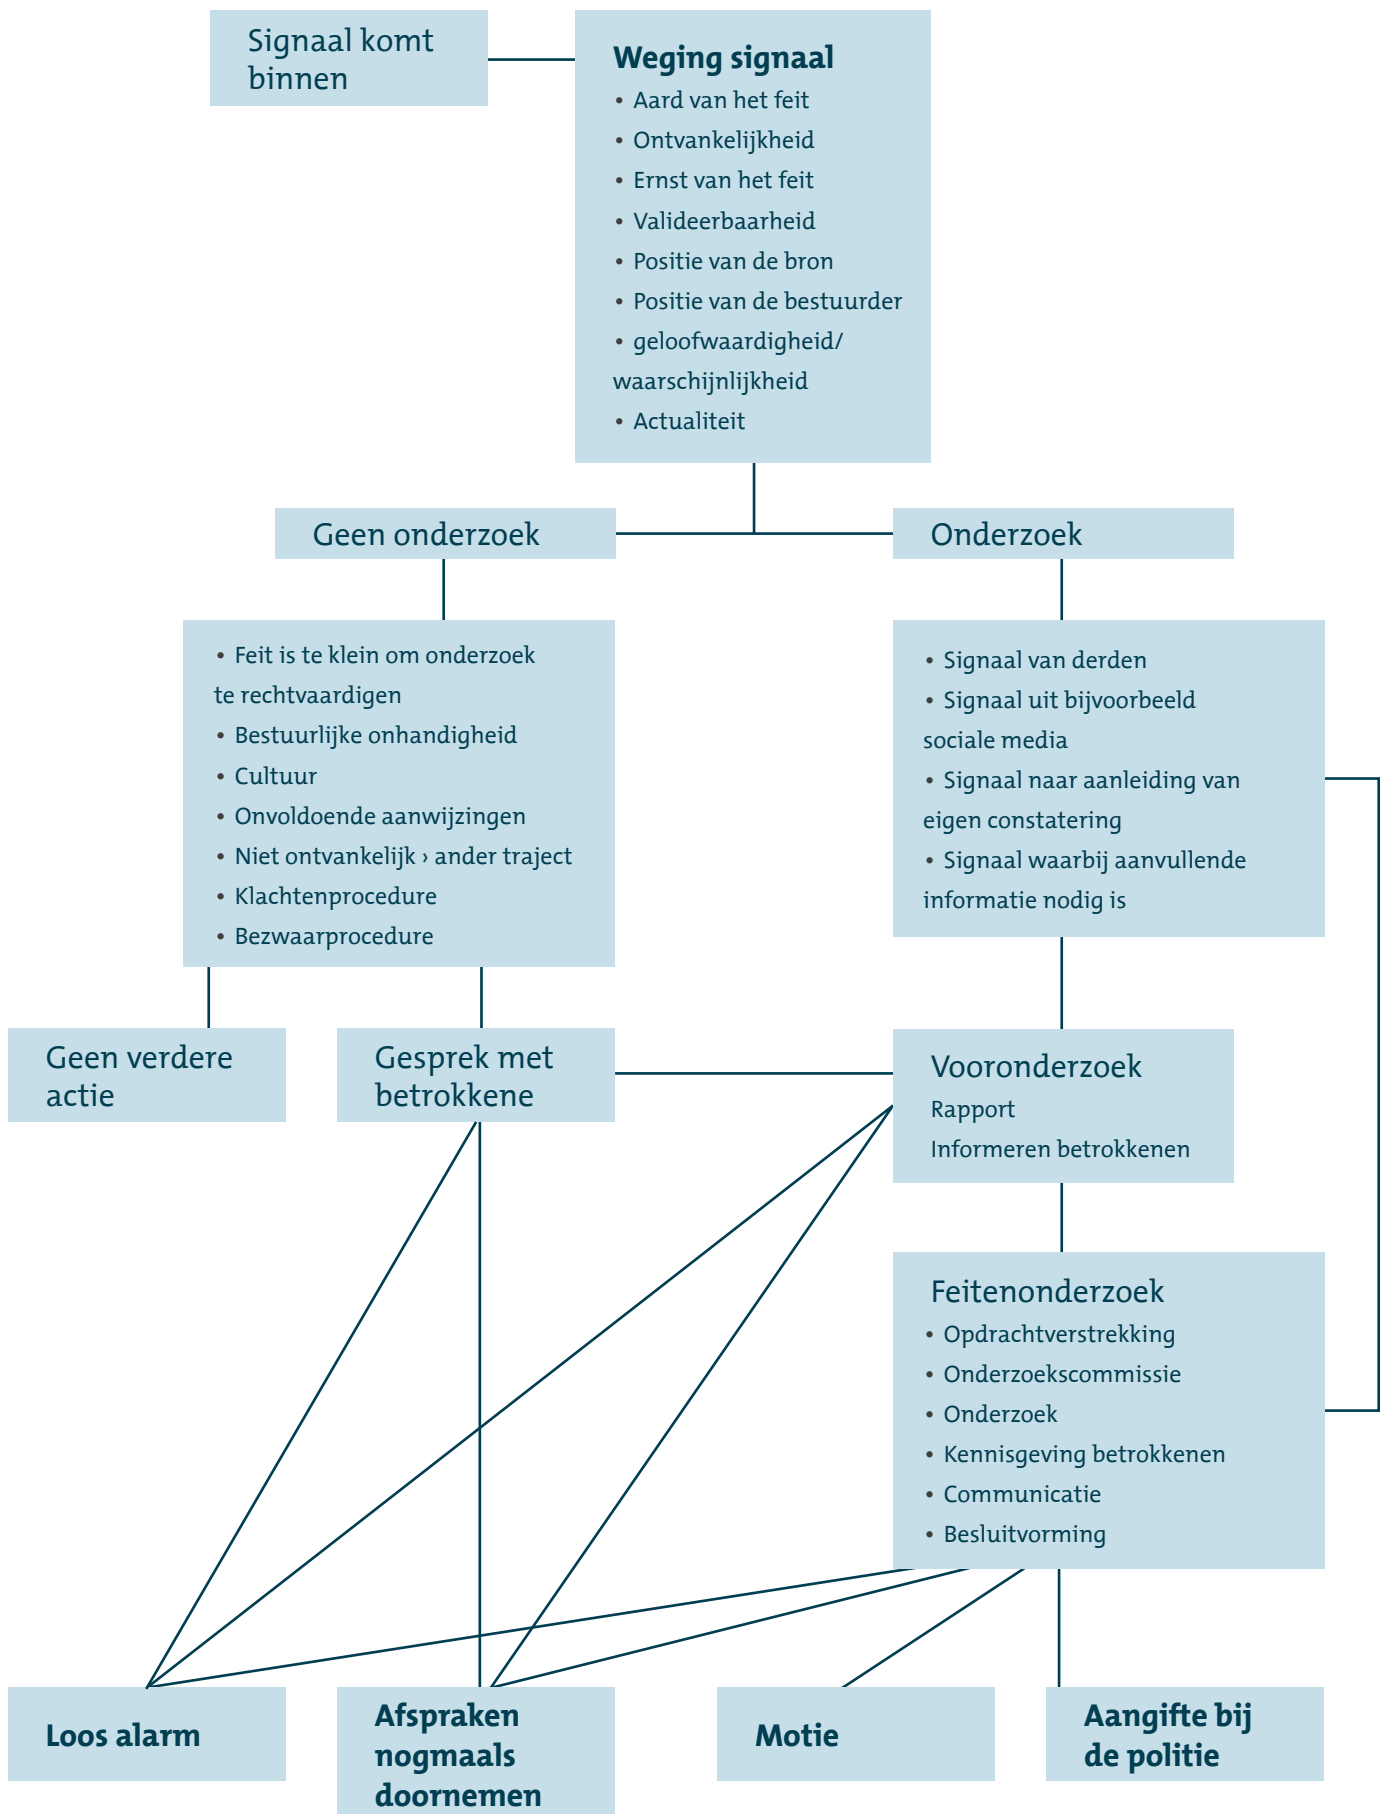 Signaal komt
binnen
Weging signaal
• Aard van het feit
• Ontvankelijkheid
• Ernst van het feit
• Valideerbaarheid
• Positie van de bron
• Positie van de bestuurder
• geloofwaardigheid/
waarschijnlijkheid
• Actualiteit
Geen onderzoek
Onderzoek
• Feit is te klein om onderzoek
te rechtvaardigen
• Bestuurlijke onhandigheid
• Cultuur
• Onvoldoende aanwijzingen
• Niet ontvankelijk › ander traject
• Klachtenprocedure
• Bezwaarprocedure
• Signaal van derden
• Signaal uit bijvoorbeeld
sociale media
• Signaal naar aanleiding van
eigen constatering
• Signaal waarbij aanvullende
informatie nodig is
Geen verdere
actie
Gesprek met
betrokkene
Vooronderzoek
Rapport
Informeren betrokkenen
Feitenonderzoek
• Opdrachtverstrekking
• Onderzoekscommissie
• Onderzoek
• Kennisgeving betrokkenen
• Communicatie
• Besluitvorming
Loos alarm
Afspraken
nogmaals
doornemen
Motie
Aangifte bij
de politie